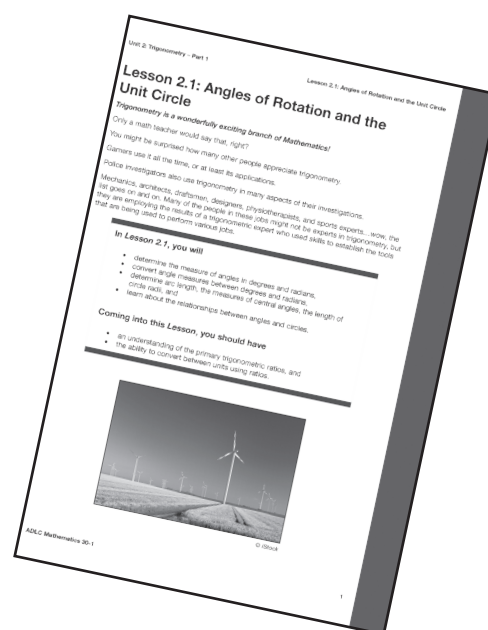 Unit 2: Trigonometry – Part 1
Lesson 2.1: Angles of Rotation and the Unit Circle
Lesson 2.1: Angles of Rotation and the
Unit Circle
Trigonometry is a wonderfully exciting branch of Mathematics!
Only a math teacher would say that, right?
You might be surprised how many other people appreciate trigonometry.
Gamers use it all the time, or at least its applications.
Police investigators also use trigonometry in many aspects of their investigations.
Mechanics, architects, draftsmen, designers, physiotherapists, and sports experts…wow, the
list goes on and on. Many of the people in these jobs might not be experts in trigonometry, but
they are employing the results of a trigonometric expert who used skills to establish the tools
that are being used to perform various jobs.
In Lesson 2.1, you will
• determine the measure of angles in degrees and radians,
• convert angle measures between degrees and radians,
• determine arc length, the measures of central angles, the length of
circle radii, and
• learn about the relationships between angles and circles.
Coming into this Lesson, you should have
• an understanding of the primary trigonometric ratios, and
• the ability to convert between units using ratios.
© iStock
ADLC Mathematics 30-1
1